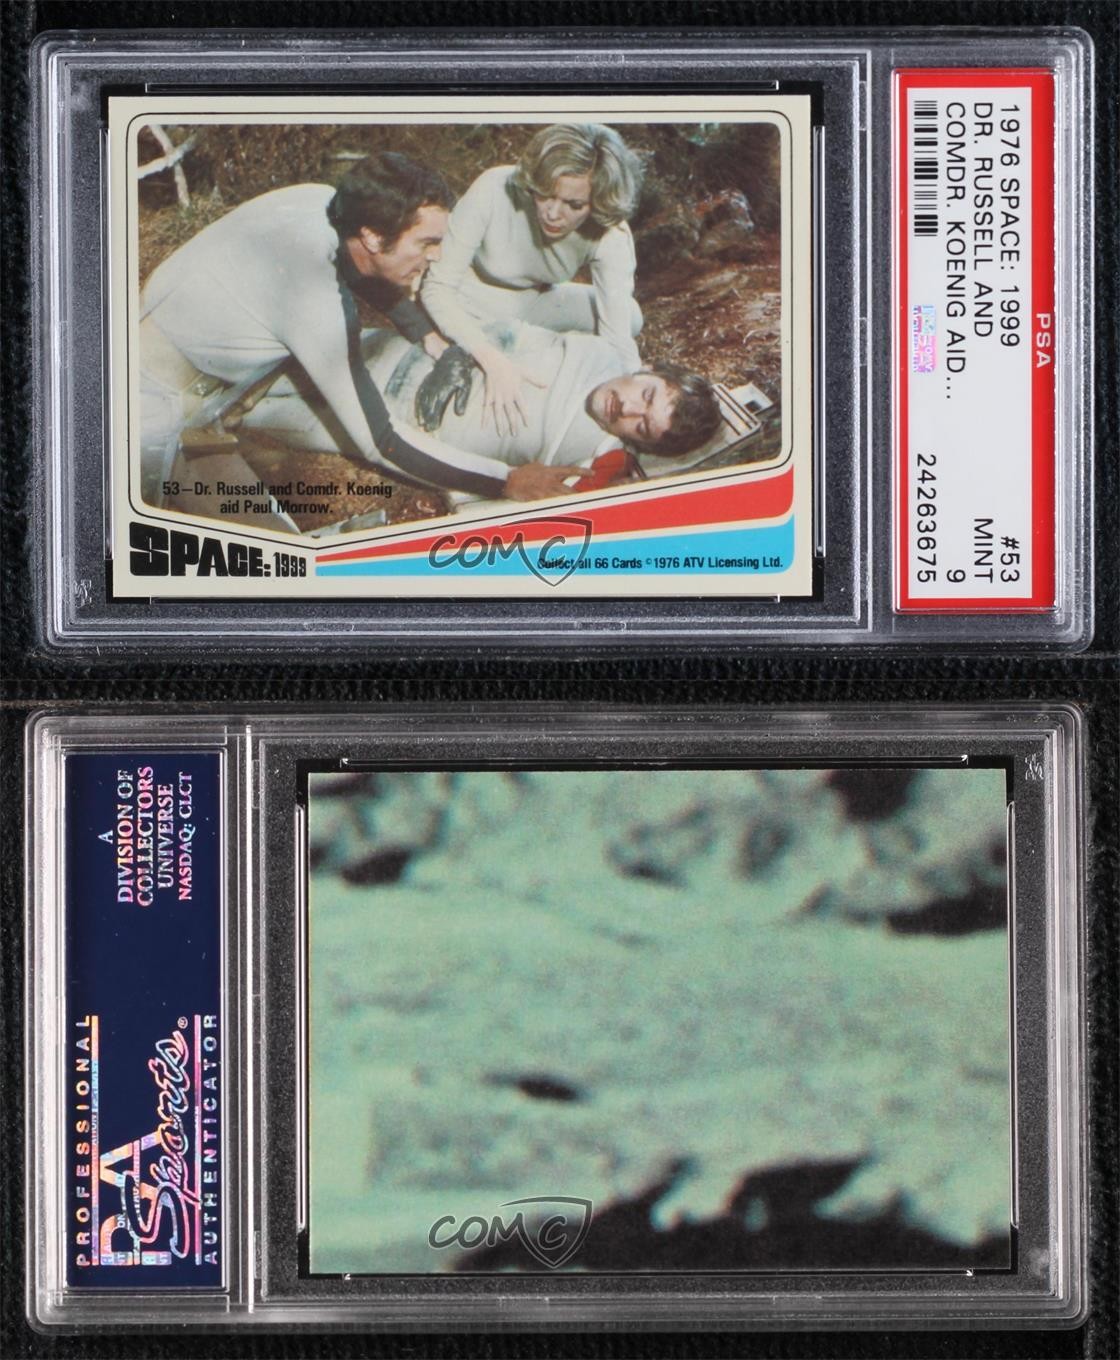 53—Dr. Russell and Comdr. Koenig
aid Paul Morrow.
SPACE: 1999
Collect all 66 Cards ©1976 ATV Licensing Ltd.
COMC
PSA
1976 SPACE: 1999
DR. RUSSELL AND
COMDR. KOENIG AID...
#53
MINT
9
24263675
A
DIVISION OF
COLLECTORS
UNIVERSE
NASDAQ: CLCT
PROFESSIONAL
PSA
Sports®
AUTHENTICATOR
COMC